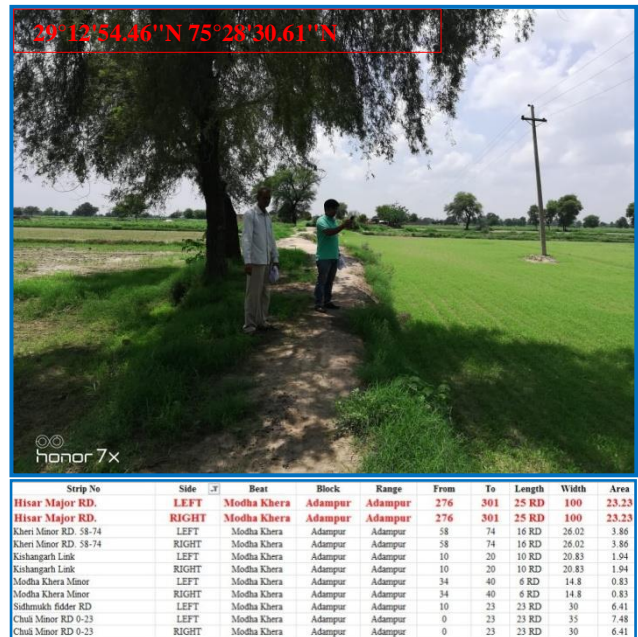 29°12'54.46"N 75°28'30.61"N
honor 7x
Strip No Side Beat Block Range From To Length Width Area
Hisar Major RD. LEFT Modha Khera Adampur Adampur 276 301 25 RD 100 23.23
Hisar Major RD. RIGHT Modha Khera Adampur Adampur 276 301 25 RD 100 23.23
Kheri Minor RD. 58-74 LEFT Modha Khera Adampur Adampur 58 74 16 RD 26.02 3.86
Kheri Minor RD. 58-74 RIGHT Modha Khera Adampur Adampur 58 74 16 RD 26.02 3.86
Kishangarh Link LEFT Modha Khera Adampur Adampur 10 20 10 RD 20.83 1.94
Kishangarh Link RIGHT Modha Khera Adampur Adampur 10 20 10 RD 20.83 1.94
Modha Khera Minor LEFT Modha Khera Adampur Adampur 34 40 6 RD 14.8 0.83
Modha Khera Minor RIGHT Modha Khera Adampur Adampur 34 40 6 RD 14.8 0.83
Sidhmukh fidder RD LEFT Modha Khera Adampur Adampur 10 23 23 RD 30 6.41
Chuli Minor RD 0-23 LEFT Modha Khera Adampur Adampur 0 23 23 RD 35 7.48
Chuli Minor RD 0-23 RIGHT Modha Khera Adampur Adampur 0 23 23 RD 30 6.41